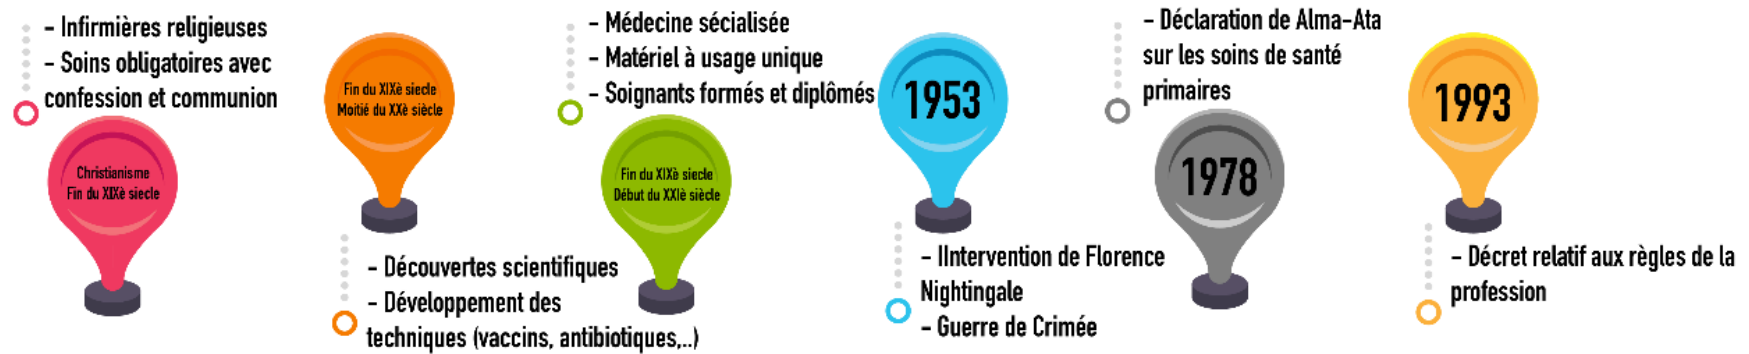 - Infirmières religieuses
- Soins obligatoires avec
confession et communion
Christianisme
Fin du XIXè siecle
Fin du XIXè siecle
Moitié du XXè siècle
- Découvertes scientifiques
- Développement des
techniques (vaccins, antibiotiques,..)
- Médecine sécialisée
- Matériel à usage unique
- Soignants formés et diplômés
Fin du XIXè siecle
Début du XXIè siècle
1953
- IIntervention de Florence
Nightingale
- Guerre de Crimée
- Déclaration de Alma-Ata
sur les soins de santé
primaires
1978
1993
- Décret relatif aux règles de la
profession